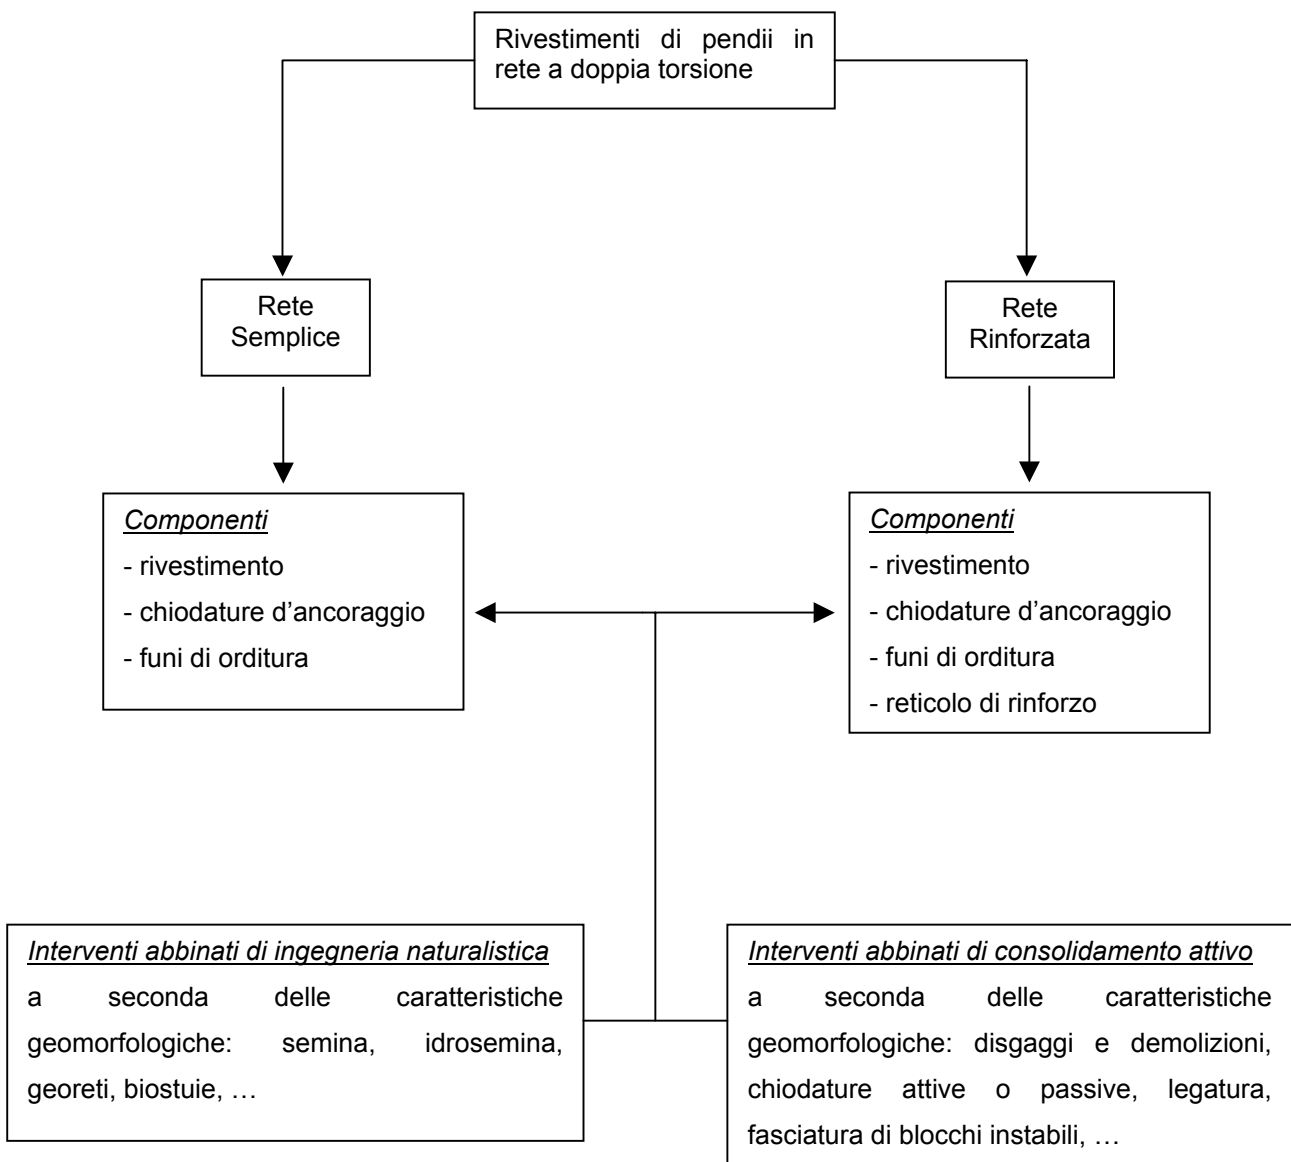 Rivestimenti di pendii in
rete a doppia torsione
Rete
Semplice
Rete
Rinforzata
Componenti
- rivestimento
- chiodature d'ancoraggio
- funi di orditura
Componenti
- rivestimento
- chiodature d'ancoraggio
- funi di orditura
- reticolo di rinforzo
Interventi abbinati di ingegneria naturalistica
a seconda delle caratteristiche
geomorfologiche: semina, idrosemina,
georeti, biostuie, …
Interventi abbinati di consolidamento attivo
a seconda delle caratteristiche
geomorfologiche: disgaggi e demolizioni,
chiodature attive o passive, legatura,
fasciatura di blocchi instabili, …